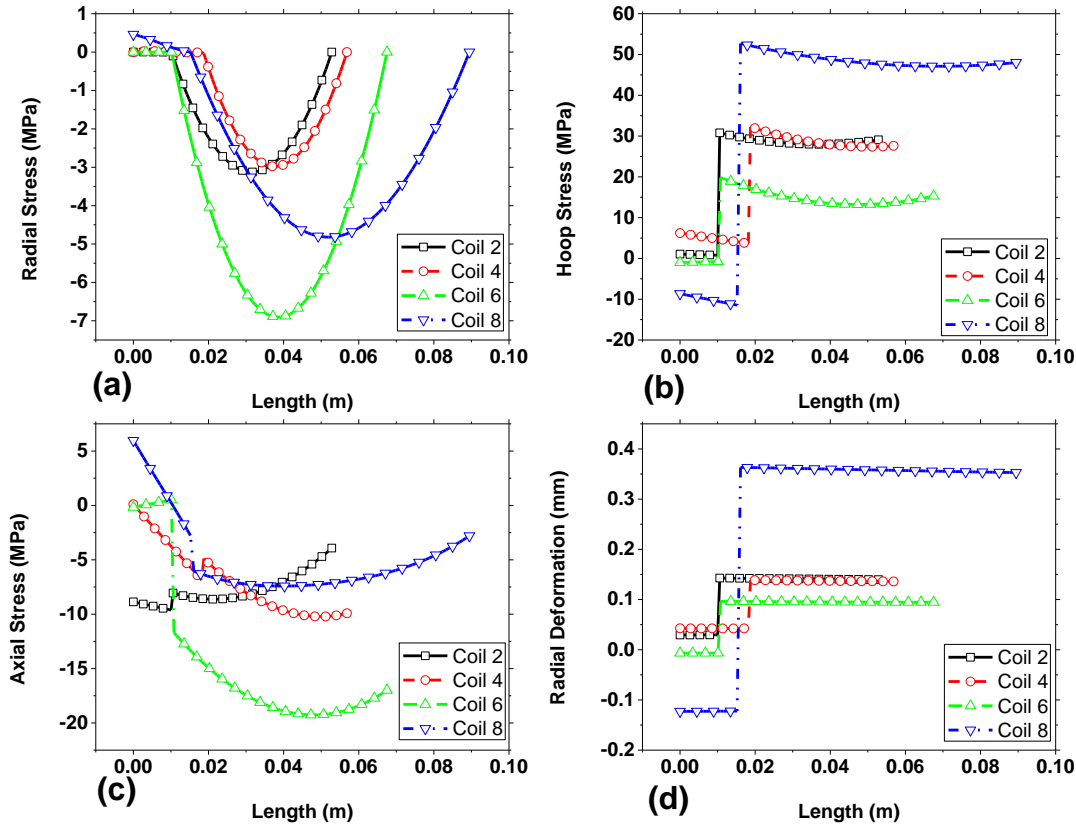 1
0
-1
-2
-3
-4
-5
-6
-7
Radial Stress (MPa)
Coil 2
Coil 4
Coil 6
Coil 8
0.00 0.02 0.04 0.06 0.08 0.10
Length (m)
(a)
60
50
40
30
20
10
0
-10
-20
Hoop Stress (MPa)
Coil 2
Coil 4
Coil 6
Coil 8
0.00 0.02 0.04 0.06 0.08 0.10
Length (m)
(b)
5
0
-5
-10
-15
-20
Axial Stress (MPa)
Coil 2
Coil 4
Coil 6
Coil 8
0.00 0.02 0.04 0.06 0.08 0.10
Length (m)
(c)
0.4
0.3
0.2
0.1
0.0
-0.1
-0.2
Radial Deformation (mm)
Coil 2
Coil 4
Coil 6
Coil 8
0.00 0.02 0.04 0.06 0.08 0.10
Length (m)
(d)